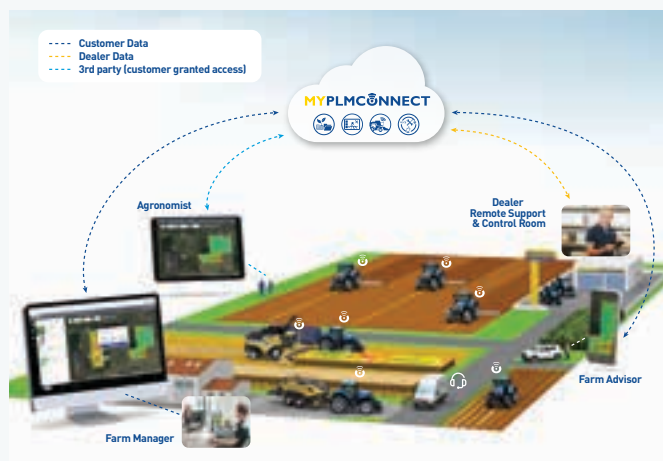 Customer Data
Dealer Data
3rd party (customer granted access)
MYPLMCONNECT
Agronomist
Dealer
Remote Support
& Control Room
Farm Advisor
Farm Manager